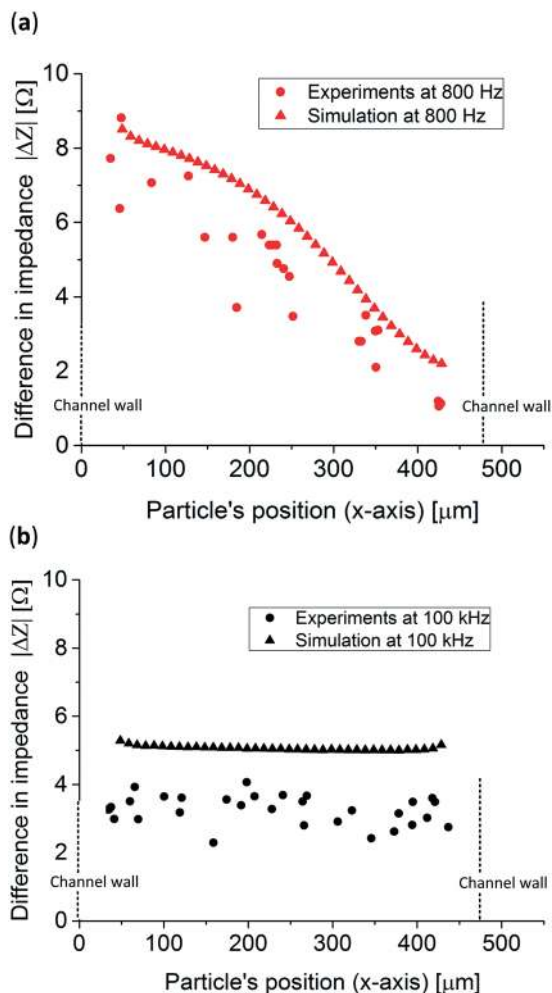 (a)
10
8
6
4
2
0
Difference in impedance |ΔZ| [Ω]
Experiments at 800 Hz
Simulation at 800 Hz
Channel wall
Channel wall
0 100 200 300 400 500
Particle's position (x-axis) [μm]
(b)
10
8
6
4
2
0
Difference in impedance |ΔZ| [Ω]
Experiments at 100 kHz
Simulation at 100 kHz
Channel wall
Channel wall
0 100 200 300 400 500
Particle's position (x-axis) [μm]